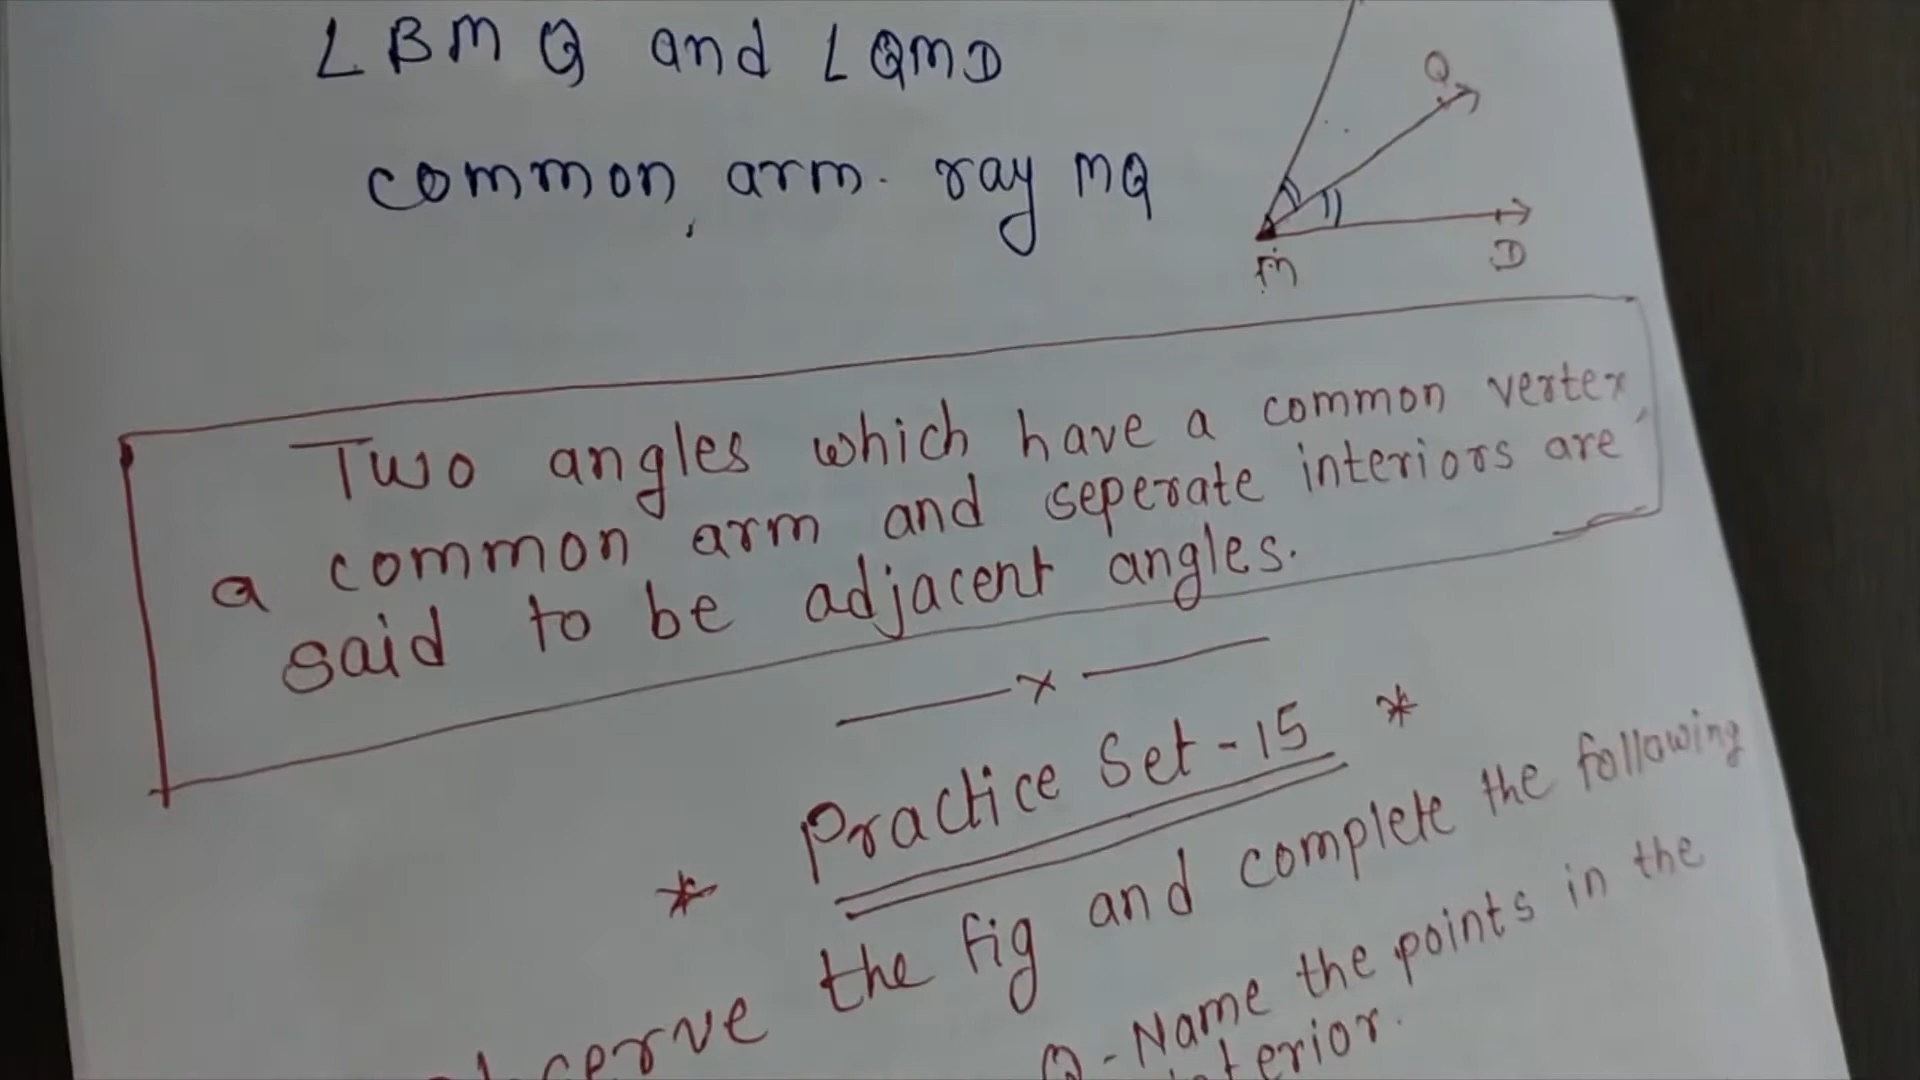 ∠BMQ and ∠QMD
common arm. ray MQ
Q
M
D
Two angles which have a common vertex,
a common arm and seperate interiors are
said to be adjacent angles.
x
* Practice Set-15 *
the fig and complete the following
Q - Name the points in the
interior.